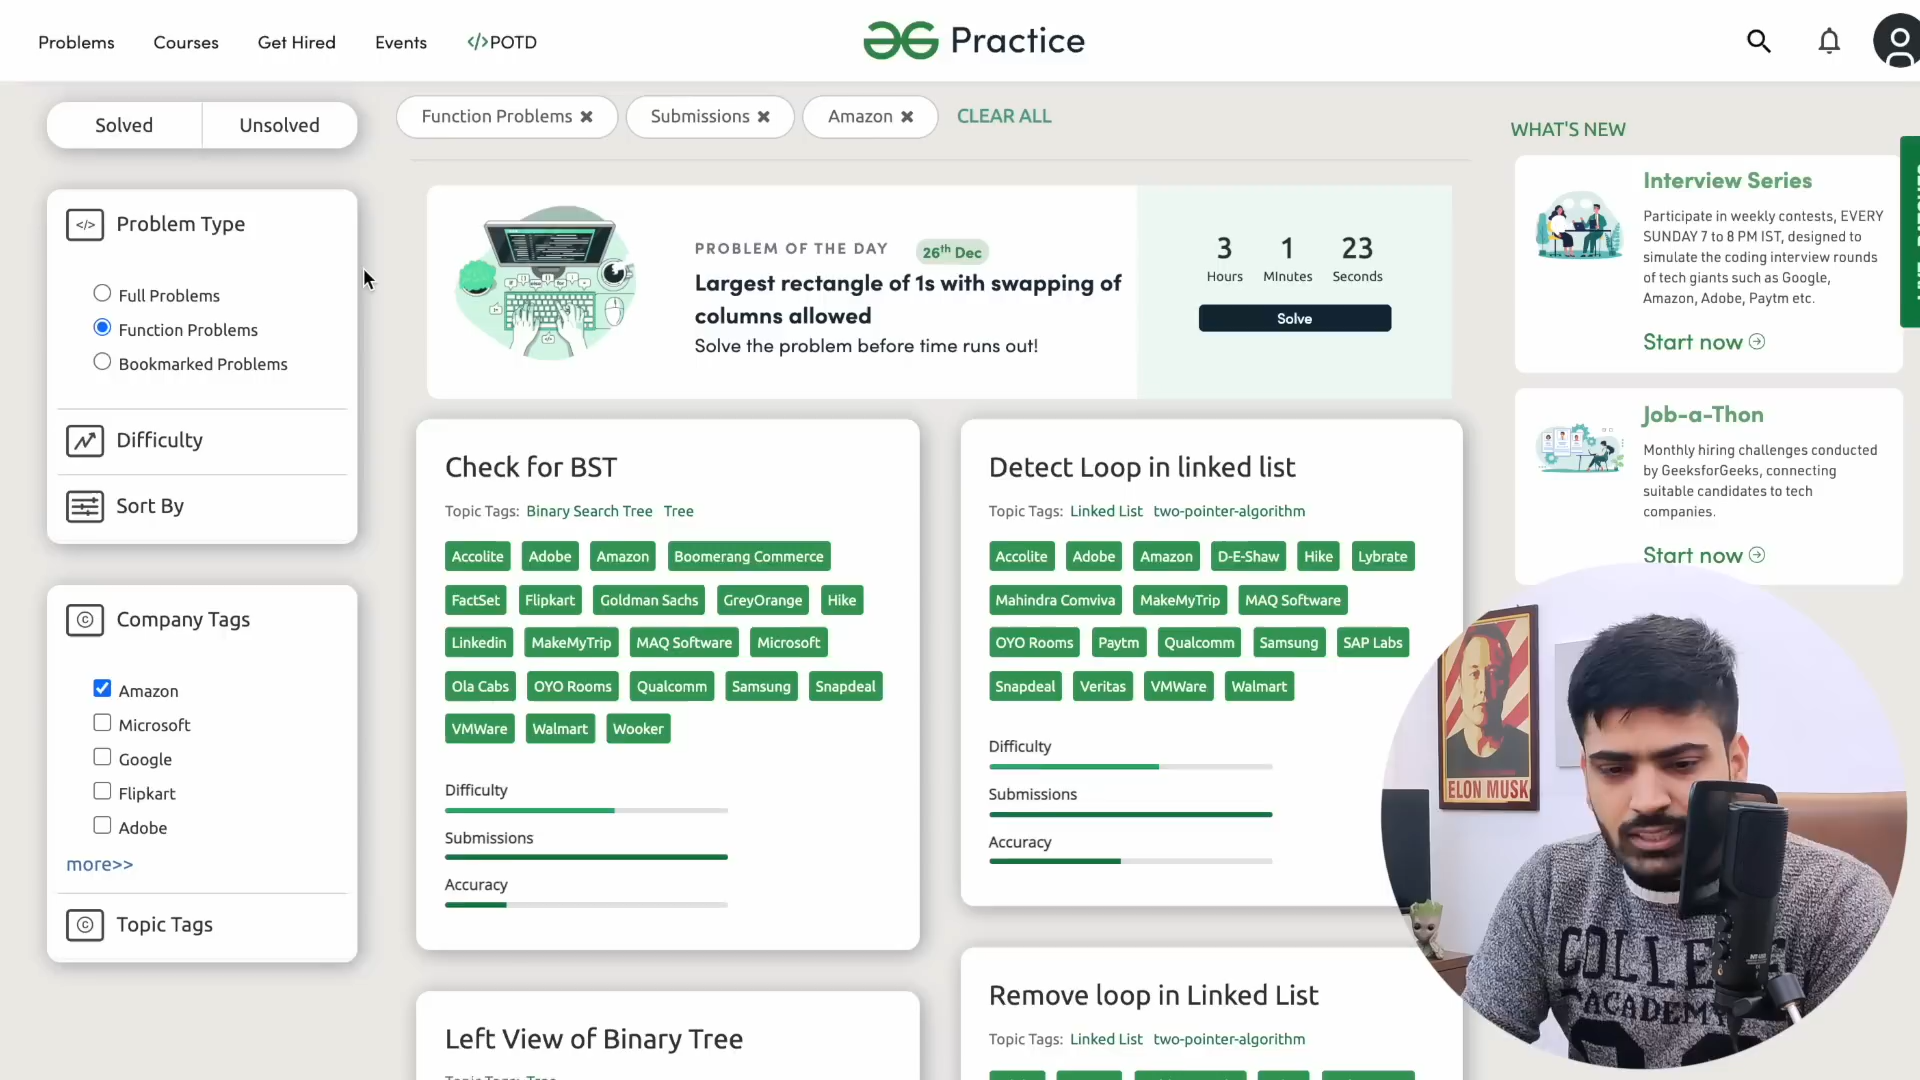 Problems Courses Get Hired Events </>POTD
Practice
Solved Unsolved
Function Problems ✖ Submissions ✖ Amazon ✖ CLEAR ALL
Problem Type
Full Problems
Function Problems
Bookmarked Problems
Difficulty
Sort By
Company Tags
Amazon
Microsoft
Google
Flipkart
Adobe
more>>
Topic Tags
PROBLEM OF THE DAY 26th Dec
Largest rectangle of 1s with swapping of
columns allowed
Solve the problem before time runs out!
3 1 23
Hours MInutes Seconds
Solve
Check for BST
Topic Tags: Binary Search Tree Tree
Accolite Adobe Amazon Boomerang Commerce
FactSet Flipkart Goldman Sachs GreyOrange Hike
Linkedin MakeMyTrip MAQ Software Microsoft
Ola Cabs OYO Rooms Qualcomm Samsung Snapdeal
VMWare Walmart Wooker
Difficulty
Submissions
Accuracy
Left View of Binary Tree
Topic Tags: Tree
Detect Loop in linked list
Topic Tags: Linked List two-pointer-algorithm
Accolite Adobe Amazon D-E-Shaw Hike Lybrate
Mahindra Comviva MakeMyTrip MAQ Software
OYO Rooms Paytm Qualcomm Samsung SAP Labs
Snapdeal Veritas VMWare Walmart
Difficulty
Submissions
Accuracy
Remove loop in Linked List
Topic Tags: Linked List two-pointer-algorithm
WHAT'S NEW
Interview Series
Participate in weekly contests, EVERY
SUNDAY 7 to 8 PM IST, designed to
simulate the coding interview rounds
of tech giants such as Google,
Amazon, Adobe, Paytm etc.
Start now
Job-a-Thon
Monthly hiring challenges conducted
by GeeksforGeeks, connecting
suitable candidates to tech
companies.
Start now
ELON MUSK
COLLE
ACADEM